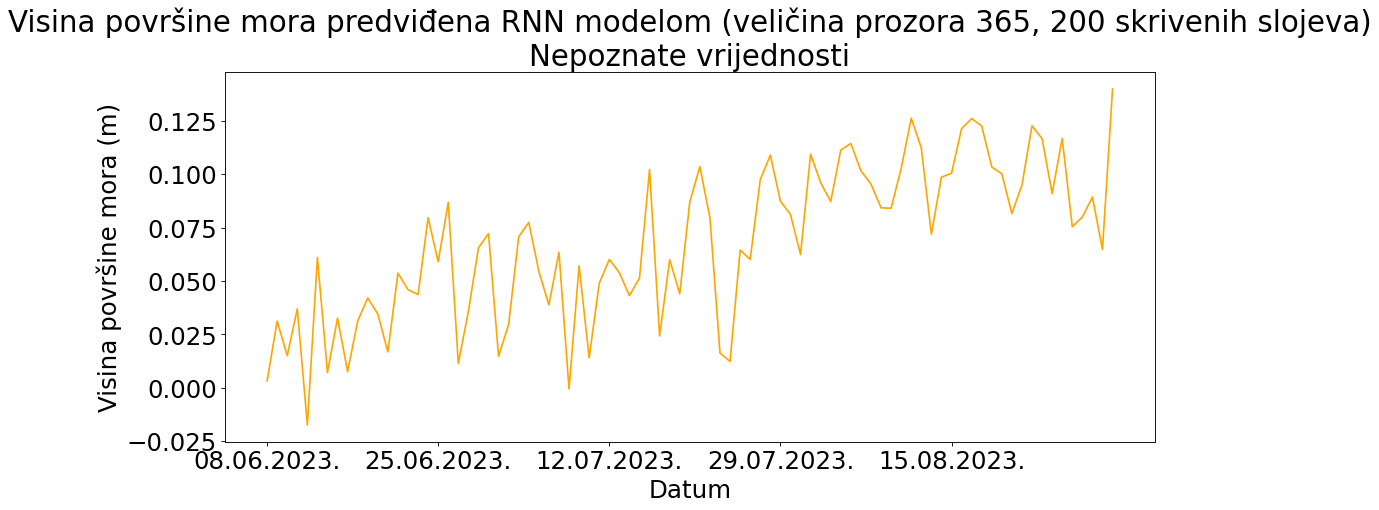 Visina površine mora predviđena RNN modelom (veličina prozora 365, 200 skrivenih slojeva)
Nepoznate vrijednosti
Visina površine mora (m)
0.125
0.100
0.075
0.050
0.025
0.000
−0.025
08.06.2023. 25.06.2023. 12.07.2023. 29.07.2023. 15.08.2023.
Datum